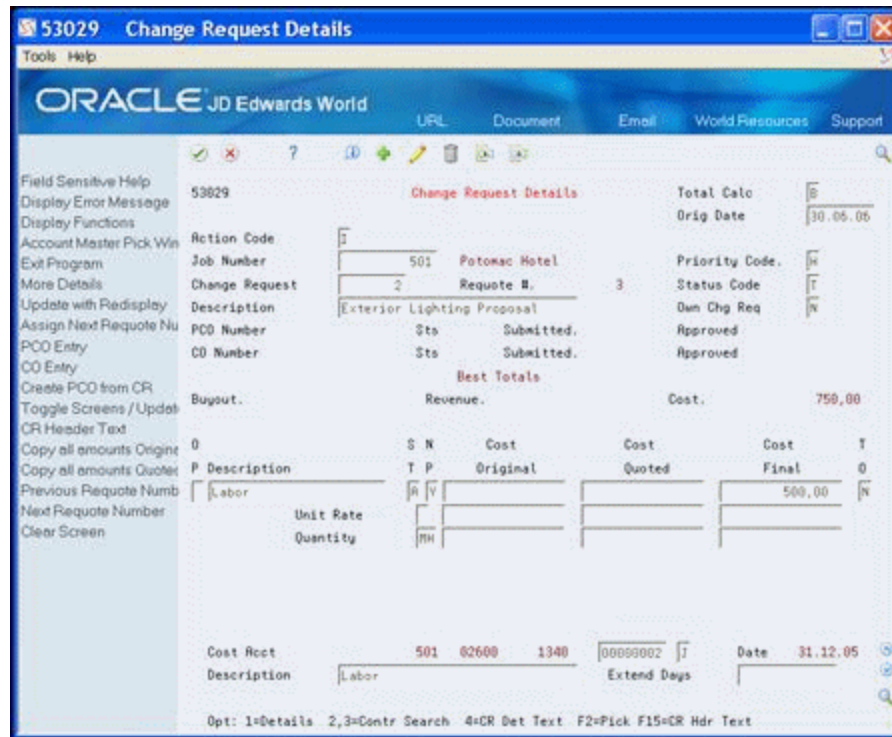 53029 Change Request Details
Tools Help
ORACLE JD Edwards World
URL Document Email World Resources Support
Field Sensitive Help
Display Error Message
Display Functions
Account Master Pick Win
Exit Program
More Details
Update with Redisplay
Assign Next Requote Nu
PCO Entry
CO Entry
Create PCO from CR
Toggle Screens / Updat
CR Header Text
Copy all amounts Origina
Copy all amounts Quoted
Previous Requote Numb
Next Requote Number
Clear Screen
53029 Change Request Details Total Calc B
Orig Date 30.06.06
Action Code I
Job Number 501 Potomac Hotel Priority Code. H
Change Request 2 Requote #. 3 Status Code T
Description Exterior Lighting Proposal Own Chg Req N
PCO Number Sts Submitted. Approved
CO Number Sts Submitted. Approved
Best Totals
Buyout. Revenue. Cost. 750,00
O S N Cost Cost Cost T
P Description T P Original Quoted Final O
Labor A Y 500,00 N
Unit Rate
Quantity MH
Cost Acct 501 02600 1340 00000002 J Date 31.12.05
Description Labor Extend Days
Opt: 1=Details 2,3=Contr Search 4=CR Det Text F2=Pick F15=CR Hdr Text